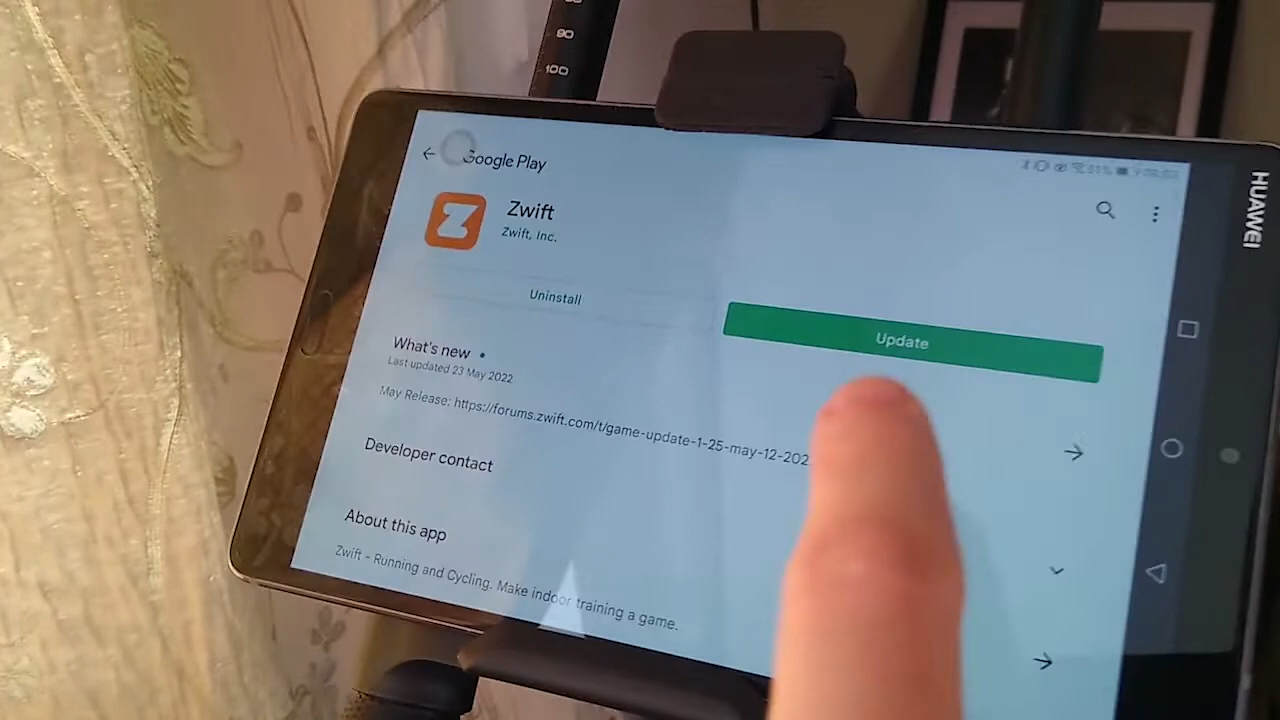 90
100
HUAWEI
Google Play
Zwift
Zwift, Inc.
Uninstall
Update
What's new
Last updated 23 May 2022
May Release: https://forums.zwift.com/t/game-update-1-25-may-12-202
Developer contact
About this app
Zwift - Running and Cycling. Make indoor training a game.